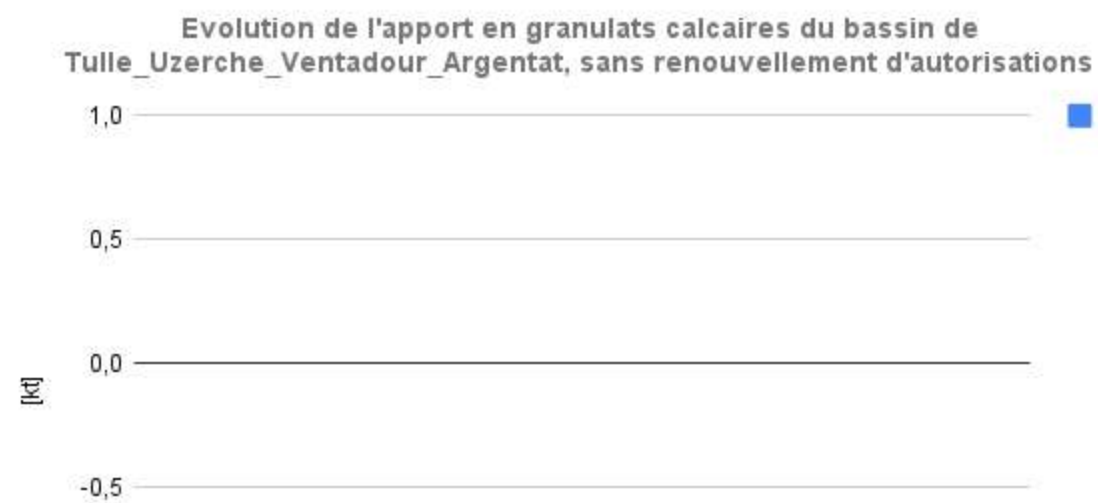 Evolution de l'apport en granulats calcaires du bassin de
Tulle_Uzerche_Ventadour_Argentat, sans renouvellement d'autorisations
1,0
0,5
0,0
[kt]
-0,5